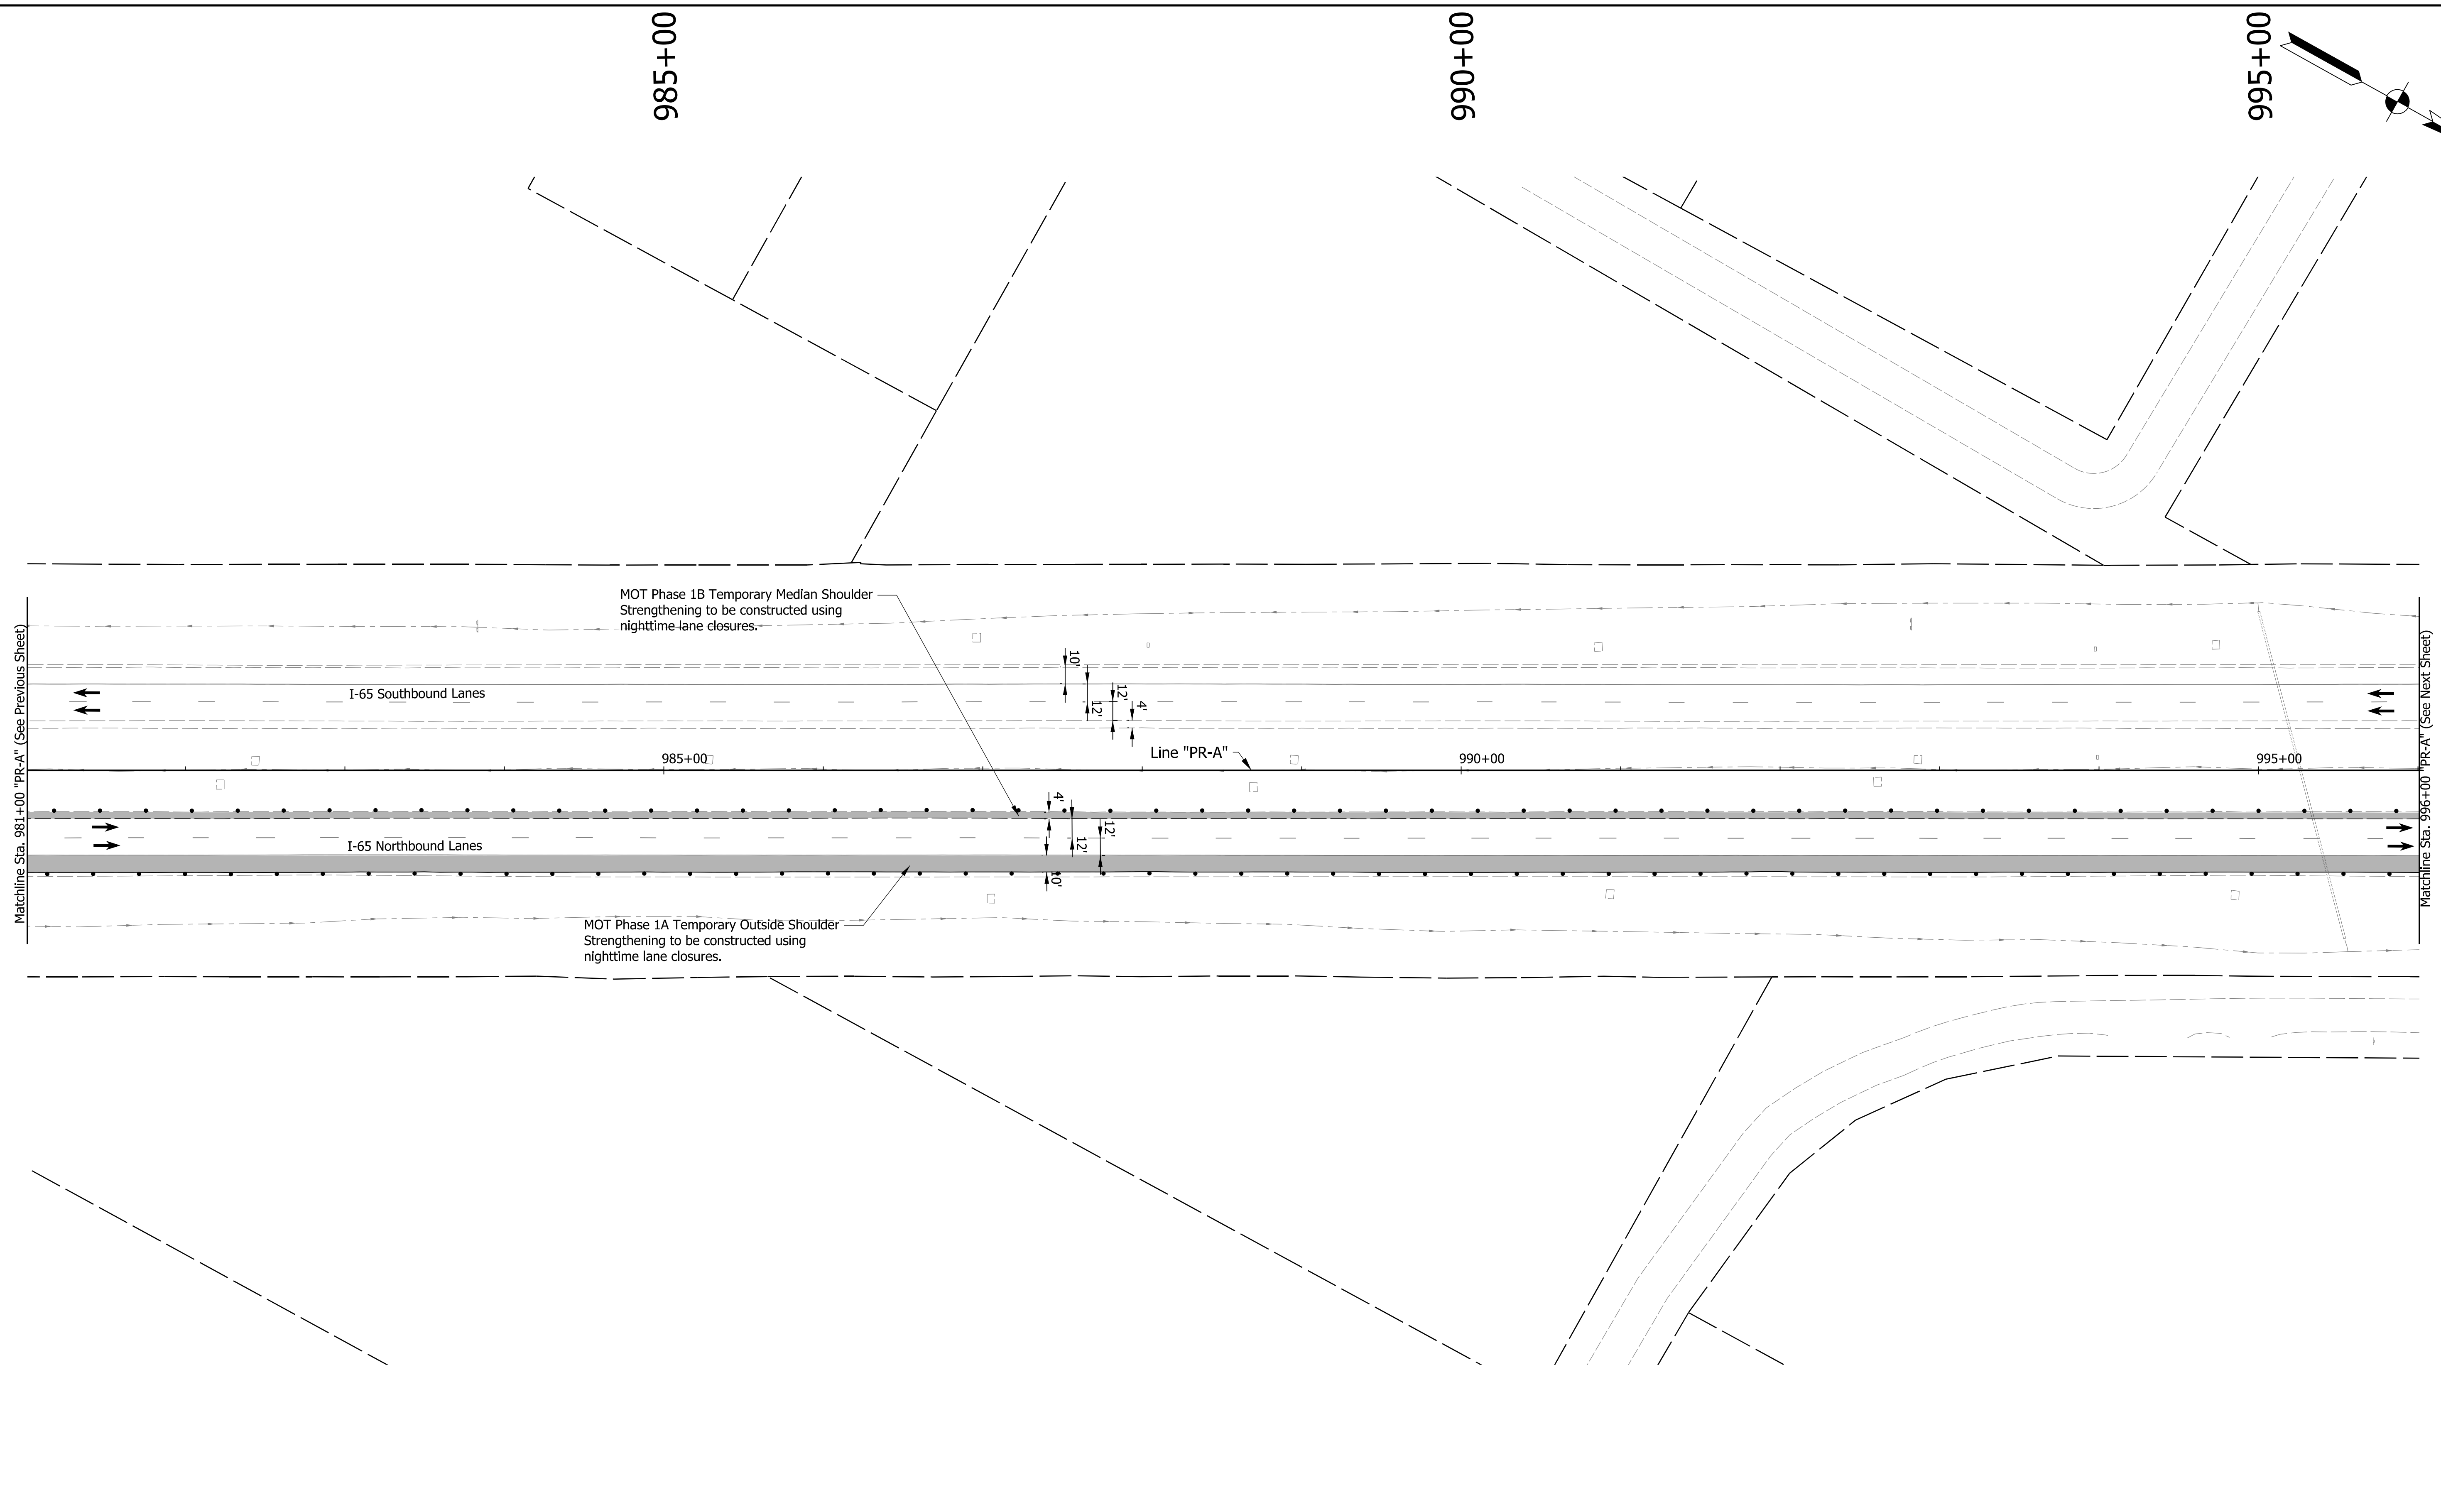 985+00
990+00
995+00
MOT Phase 1B Temporary Median Shoulder
Strengthening to be constructed using
nighttime lane closures.
Matchline Sta. 981+00 "PR-A" (See Previous Sheet)
Matchline Sta. 996+00 "PR-A" (See Next Sheet)
10'
12'
12'
4'
I-65 Southbound Lanes
Line "PR-A"
985+00
990+00
995+00
4'
12'
12'
10'
I-65 Northbound Lanes
MOT Phase 1A Temporary Outside Shoulder
Strengthening to be constructed using
nighttime lane closures.